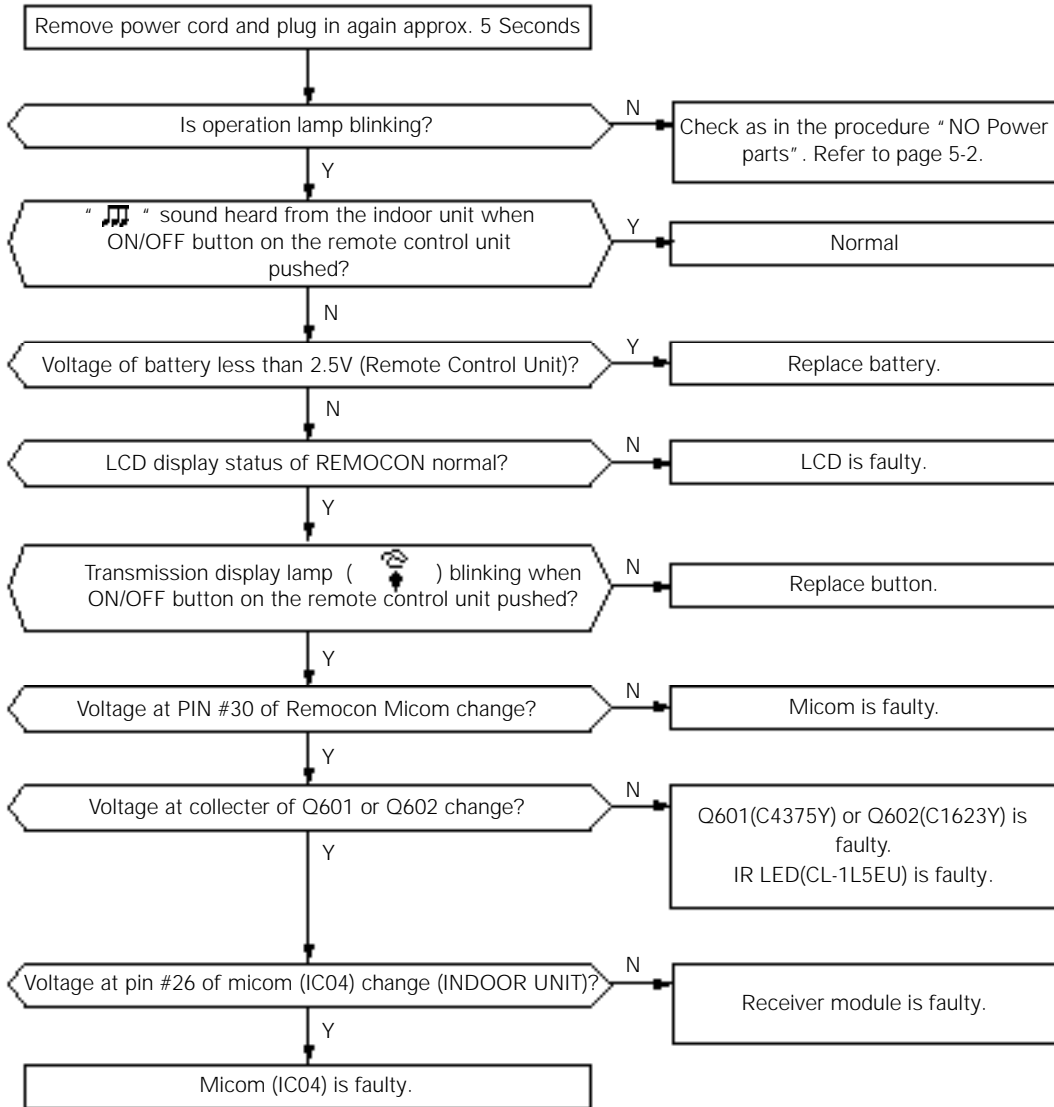 Remove power cord and plug in again approx. 5 Seconds
Is operation lamp blinking?
N
Check as in the procedure "NO Power
parts". Refer to page 5-2.
Y
" " sound heard from the indoor unit when
ON/OFF button on the remote control unit
pushed?
Y
Normal
N
Voltage of battery less than 2.5V (Remote Control Unit)?
Y
Replace battery.
N
LCD display status of REMOCON normal?
N
LCD is faulty.
Y
Transmission display lamp ( ) blinking when
ON/OFF button on the remote control unit pushed?
N
Replace button.
Y
Voltage at PIN #30 of Remocon Micom change?
N
Micom is faulty.
Y
Voltage at collecter of Q601 or Q602 change?
N
Q601(C4375Y) or Q602(C1623Y) is
faulty.
IR LED(CL-1L5EU) is faulty.
Y
Voltage at pin #26 of micom (IC04) change (INDOOR UNIT)?
N
Receiver module is faulty.
Y
Micom (IC04) is faulty.